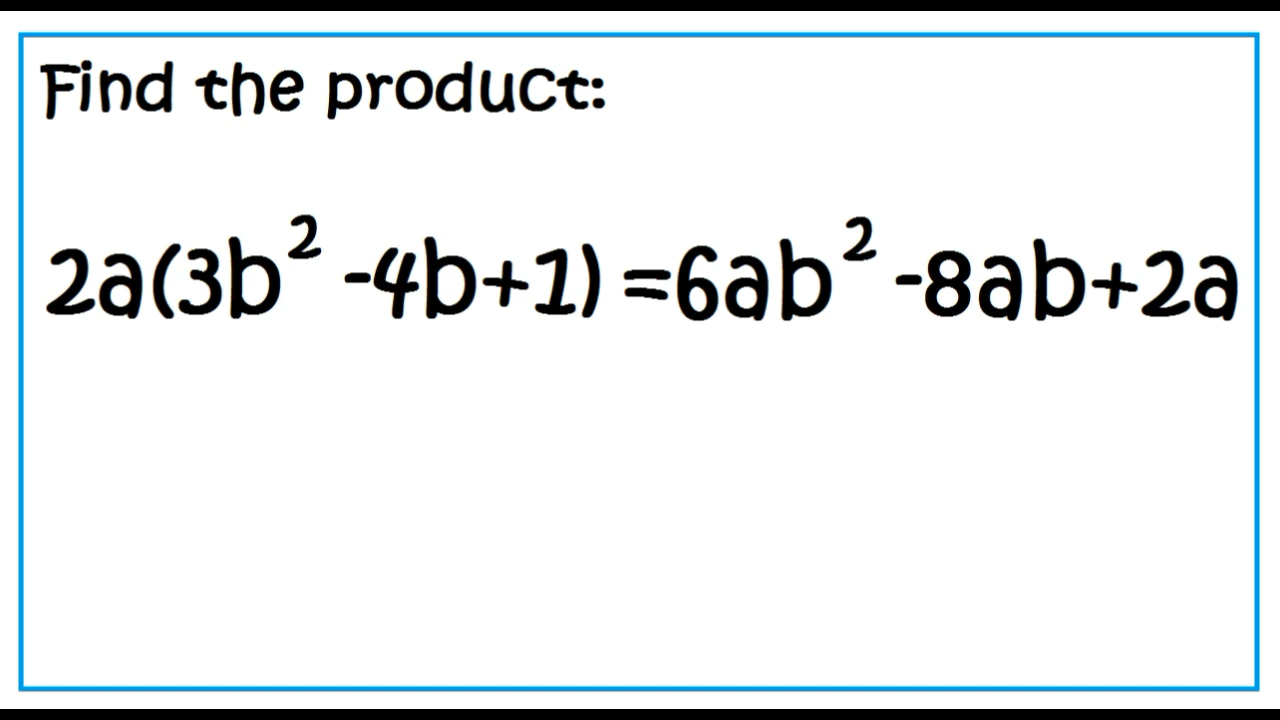 Find the product:
2a(3b² -4b+1) =6ab² -8ab+2a